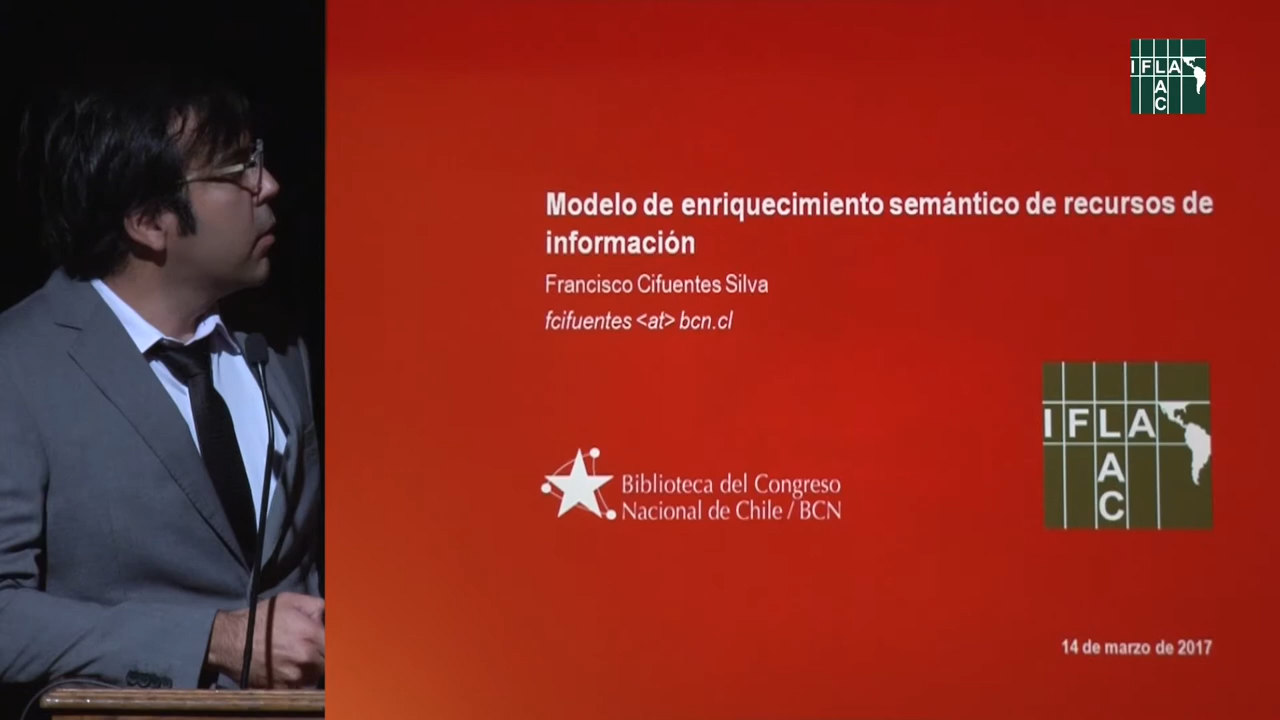 IFLA
LAC
Modelo de enriquecimiento semántico de recursos de
información
Francisco Cifuentes Silva
fcifuentes <at> bcn.cl
IFLA
LAC
Biblioteca del Congreso
Nacional de Chile / BCN
14 de marzo de 2017